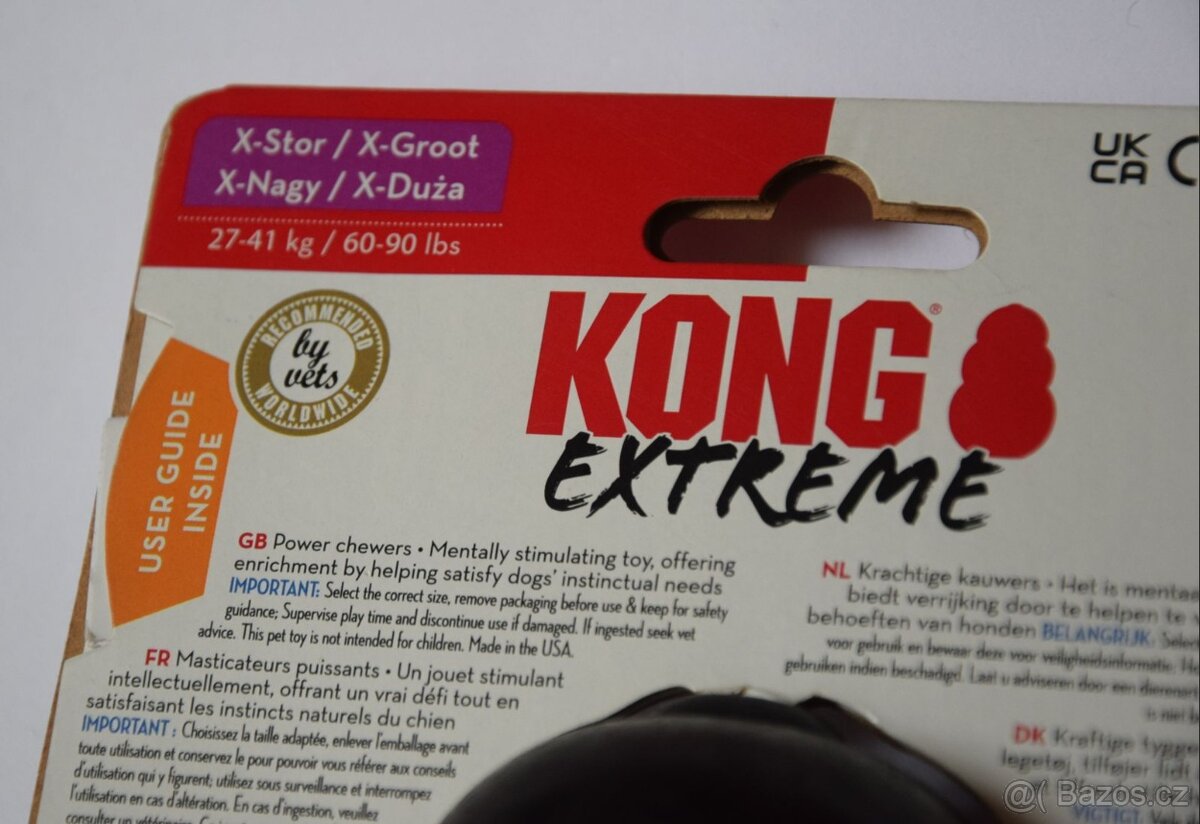 X-Stor / X-Groot
X-Nagy / X-Duża
27-41 kg / 60-90 lbs
UK
CA
RECOMMENDED
by
vets
WORLDWIDE
USER GUIDE
INSIDE
KONG®
EXTREME
GB Power chewers • Mentally stimulating toy, offering
enrichment by helping satisfy dogs' instinctual needs
IMPORTANT: Select the correct size, remove packaging before use & keep for safety
guidance; Supervise play time and discontinue use if damaged. If ingested seek vet
advice. This pet toy is not intended for children. Made in the USA.
FR Masticateurs puissants • Un jouet stimulant
intellectuellement, offrant un vrai défi tout en
satisfaisant les instincts naturels du chien
IMPORTANT : Choisissez la taille adaptée, enlever l'emballage avant
toute utilisation et conservez le pour pouvoir vous référer aux conseils
d'utilisation qui y figurent; utilisez sous surveillance et interrompez
l'utilisation en cas d'altération. En cas d'ingestion, veuillez
consulter un vétérinaire.
NL Krachtige kauwers • Het is
biedt verrijking door te helpen te
behoeften van honden BELANGRIJK:
voor gebruik en bewaar deze voor veiligheidsinformatie.
gebruiken indien beschadigd. Laat u adviseren door een
is niet
DK Kraftige
legetøj, tilføjer
VIGTIGT:
@( Bazos.cz